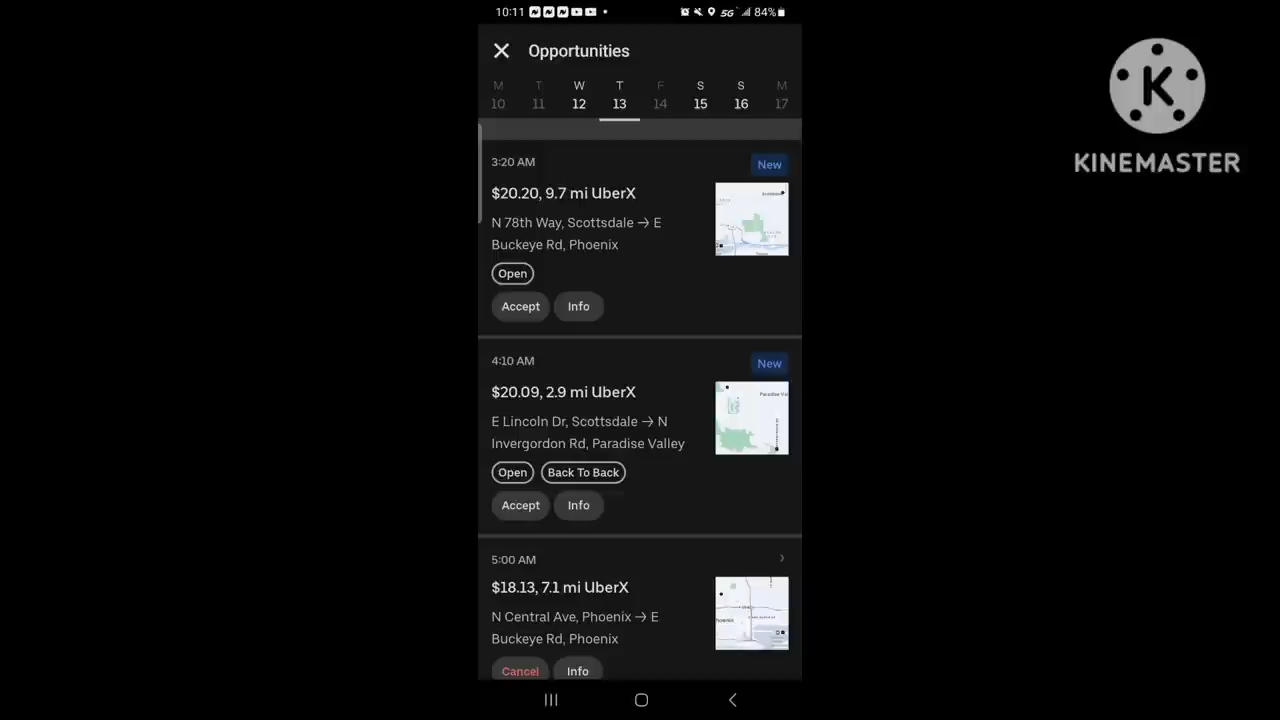 10:11
5G
84%
Opportunities
M T W T F S S M
10 11 12 13 14 15 16 17
3:20 AM
New
$20.20, 9.7 mi UberX
N 78th Way, Scottsdale → E
Buckeye Rd, Phoenix
Open
Accept Info
4:10 AM
New
$20.09, 2.9 mi UberX
E Lincoln Dr, Scottsdale → N
Invergordon Rd, Paradise Valley
Open Back To Back
Accept Info
5:00 AM
$18.13, 7.1 mi UberX
N Central Ave, Phoenix → E
Buckeye Rd, Phoenix
Cancel Info
K
KINEMASTER